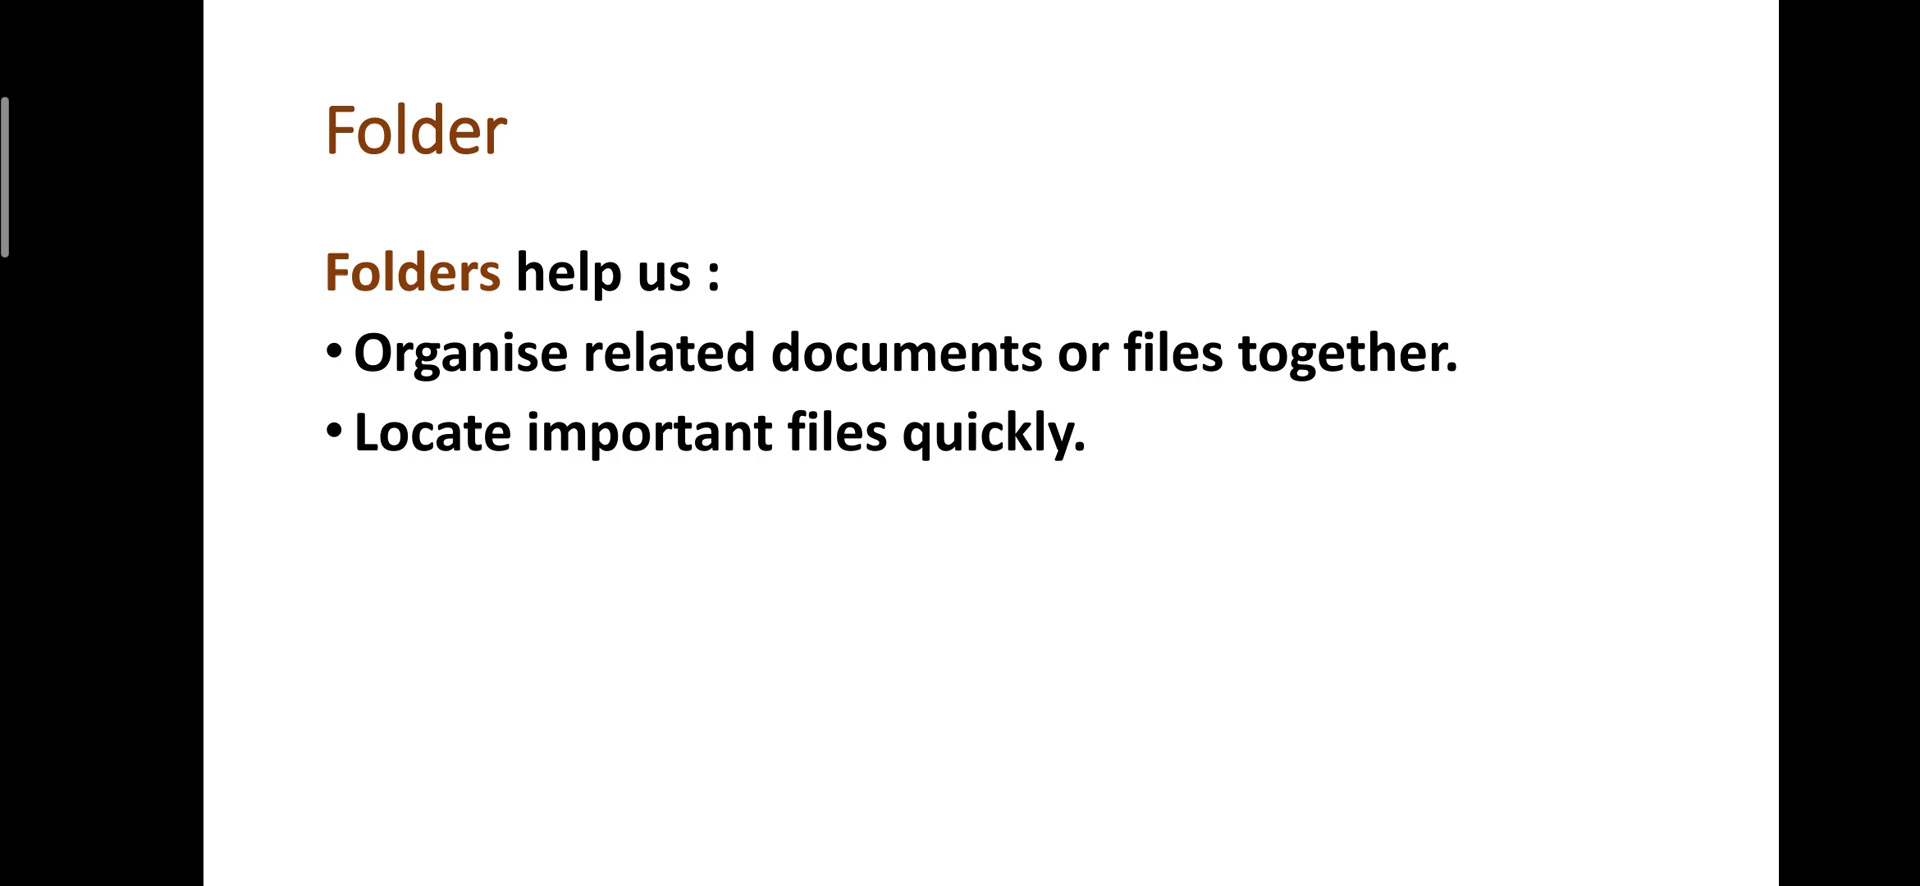 Folder
Folders help us :
• Organise related documents or files together.
• Locate important files quickly.